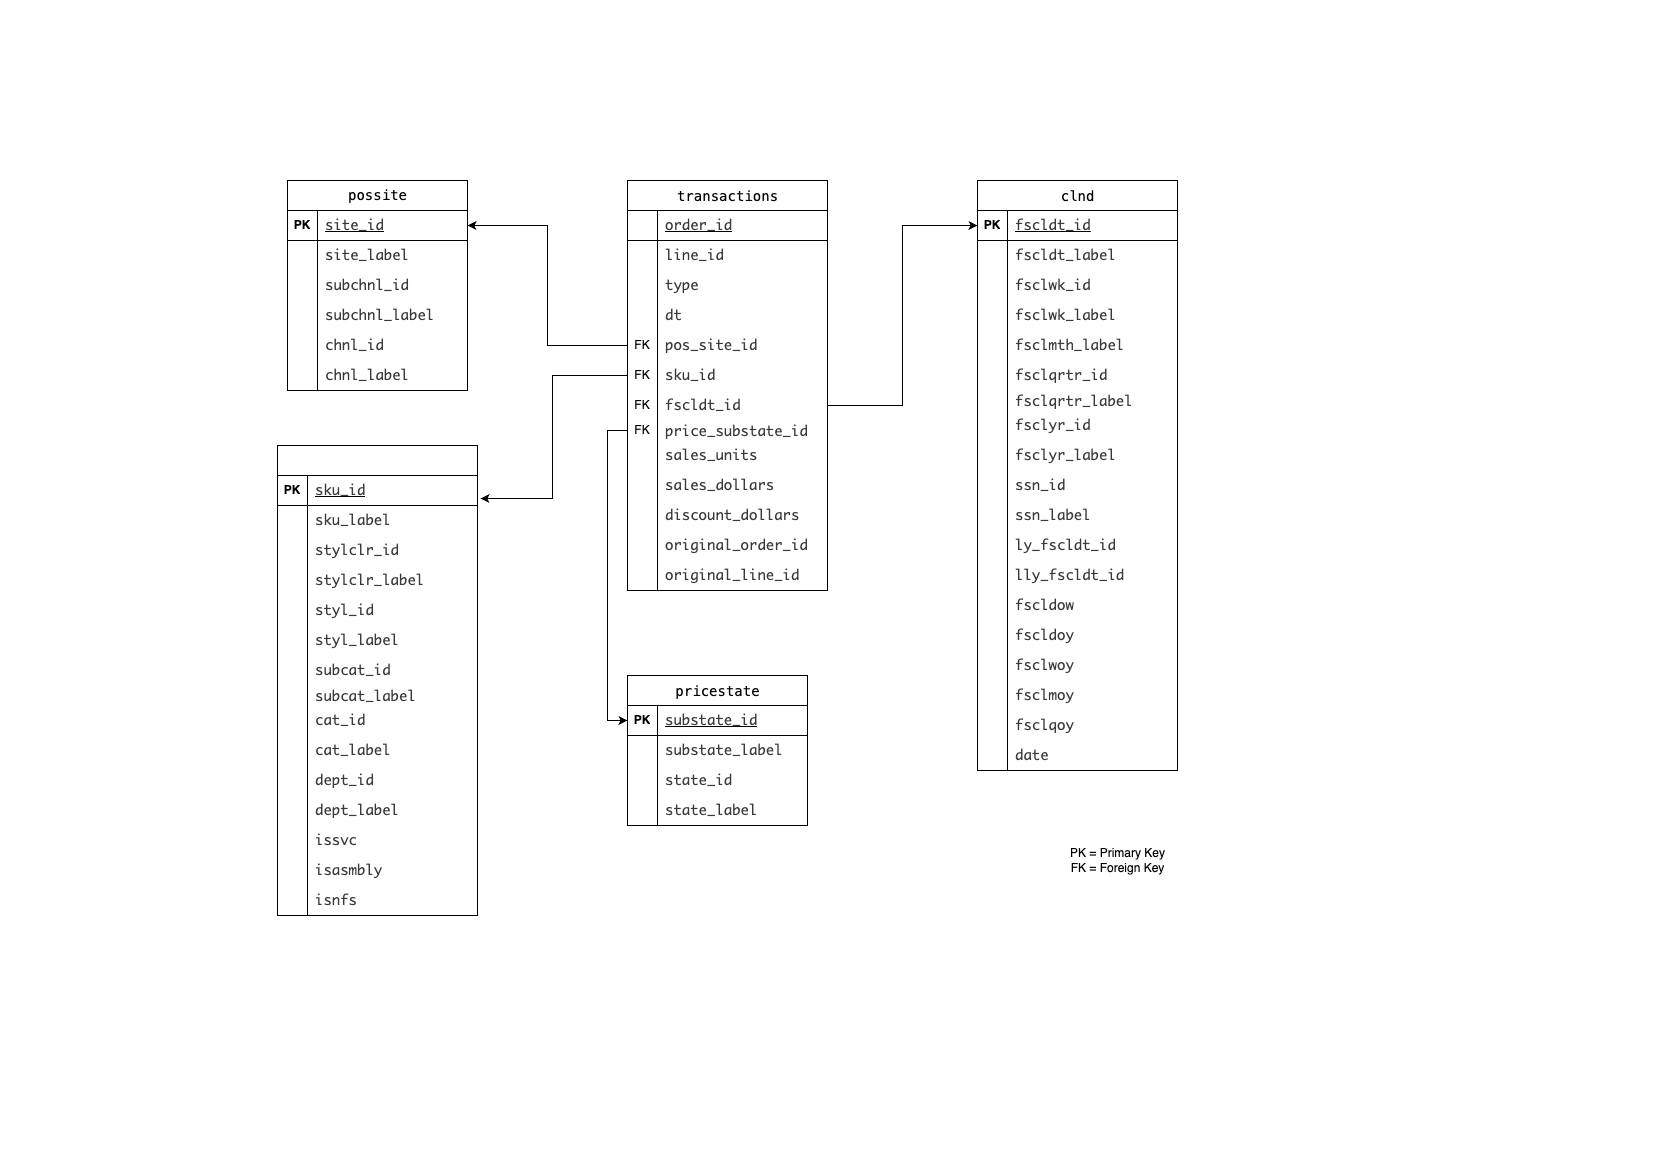 possite
PK site_id
site_label
subchnl_id
subchnl_label
chnl_id
chnl_label
transactions
order_id
line_id
type
dt
FK pos_site_id
FK sku_id
FK fscldt_id
FK price_substate_id
sales_units
sales_dollars
discount_dollars
original_order_id
original_line_id
clnd
PK fscldt_id
fscldt_label
fsclwk_id
fsclwk_label
fsclmth_label
fsclqrtr_id
fsclqrtr_label
fsclyr_id
fsclyr_label
ssn_id
ssn_label
ly_fscldt_id
lly_fscldt_id
fscldow
fscldoy
fsclwoy
fsclmoy
fsclqoy
date
PK sku_id
sku_label
stylclr_id
stylclr_label
styl_id
styl_label
subcat_id
subcat_label
cat_id
cat_label
dept_id
dept_label
issvc
isasmbly
isnfs
pricestate
PK substate_id
substate_label
state_id
state_label
PK = Primary Key
FK = Foreign Key